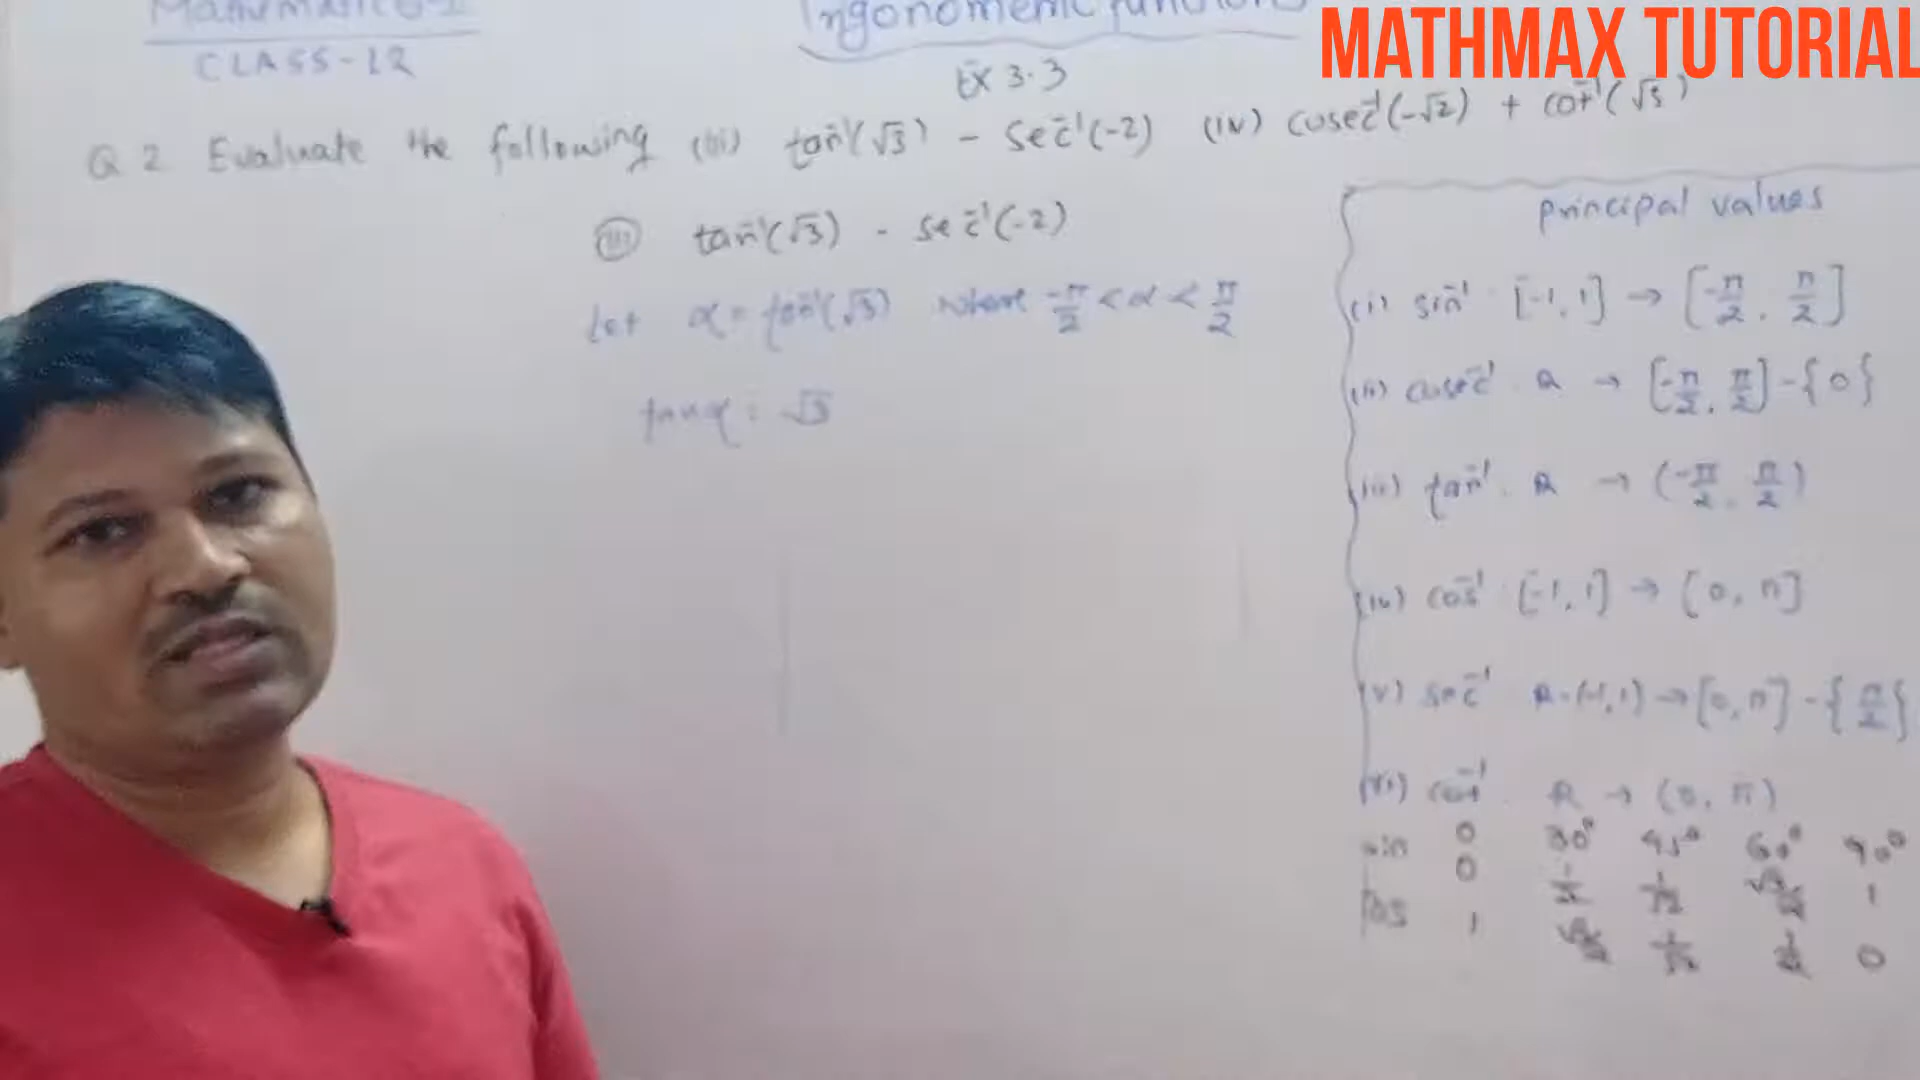 Mathematics-I
CLASS-12
Trigonometric functions
MATHMAX TUTORIAL
Ex 3.3
Q 2 Evaluate the following (iii) tan⁻¹(√3) - sec⁻¹(-2) (iv) cosec⁻¹(-√2) + cot⁻¹(√3)
(iii) tan⁻¹(√3) - sec⁻¹(-2)
Let α = tan⁻¹(√3) where -π/2 < α < π/2
tanα = √3
principal values
(i) sin⁻¹ : [-1, 1] → [-π/2, π/2]
(ii) cosec⁻¹ : R → [-π/2, π/2] - {0}
(iii) tan⁻¹ : R → (-π/2, π/2)
(iv) cos⁻¹ : [-1, 1] → [0, π]
(v) sec⁻¹ R-(-1, 1) → [0, π] - {π/2}
(vi) cot⁻¹ R → (0, π)
0 30° 45° 60° 90°
sin 0 1/2 1/√2 √3/2 1
cos 1 √3/2 1/√2 1/2 0